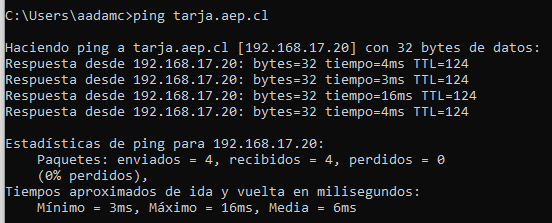 C:\Users\aadamc>ping tarja.aep.cl
Haciendo ping a tarja.aep.cl [192.168.17.20] con 32 bytes de datos:
Respuesta desde 192.168.17.20: bytes=32 tiempo=4ms TTL=124
Respuesta desde 192.168.17.20: bytes=32 tiempo=3ms TTL=124
Respuesta desde 192.168.17.20: bytes=32 tiempo=16ms TTL=124
Respuesta desde 192.168.17.20: bytes=32 tiempo=4ms TTL=124
Estadísticas de ping para 192.168.17.20:
Paquetes: enviados = 4, recibidos = 4, perdidos = 0
(0% perdidos),
Tiempos aproximados de ida y vuelta en milisegundos:
Mínimo = 3ms, Máximo = 16ms, Media = 6ms